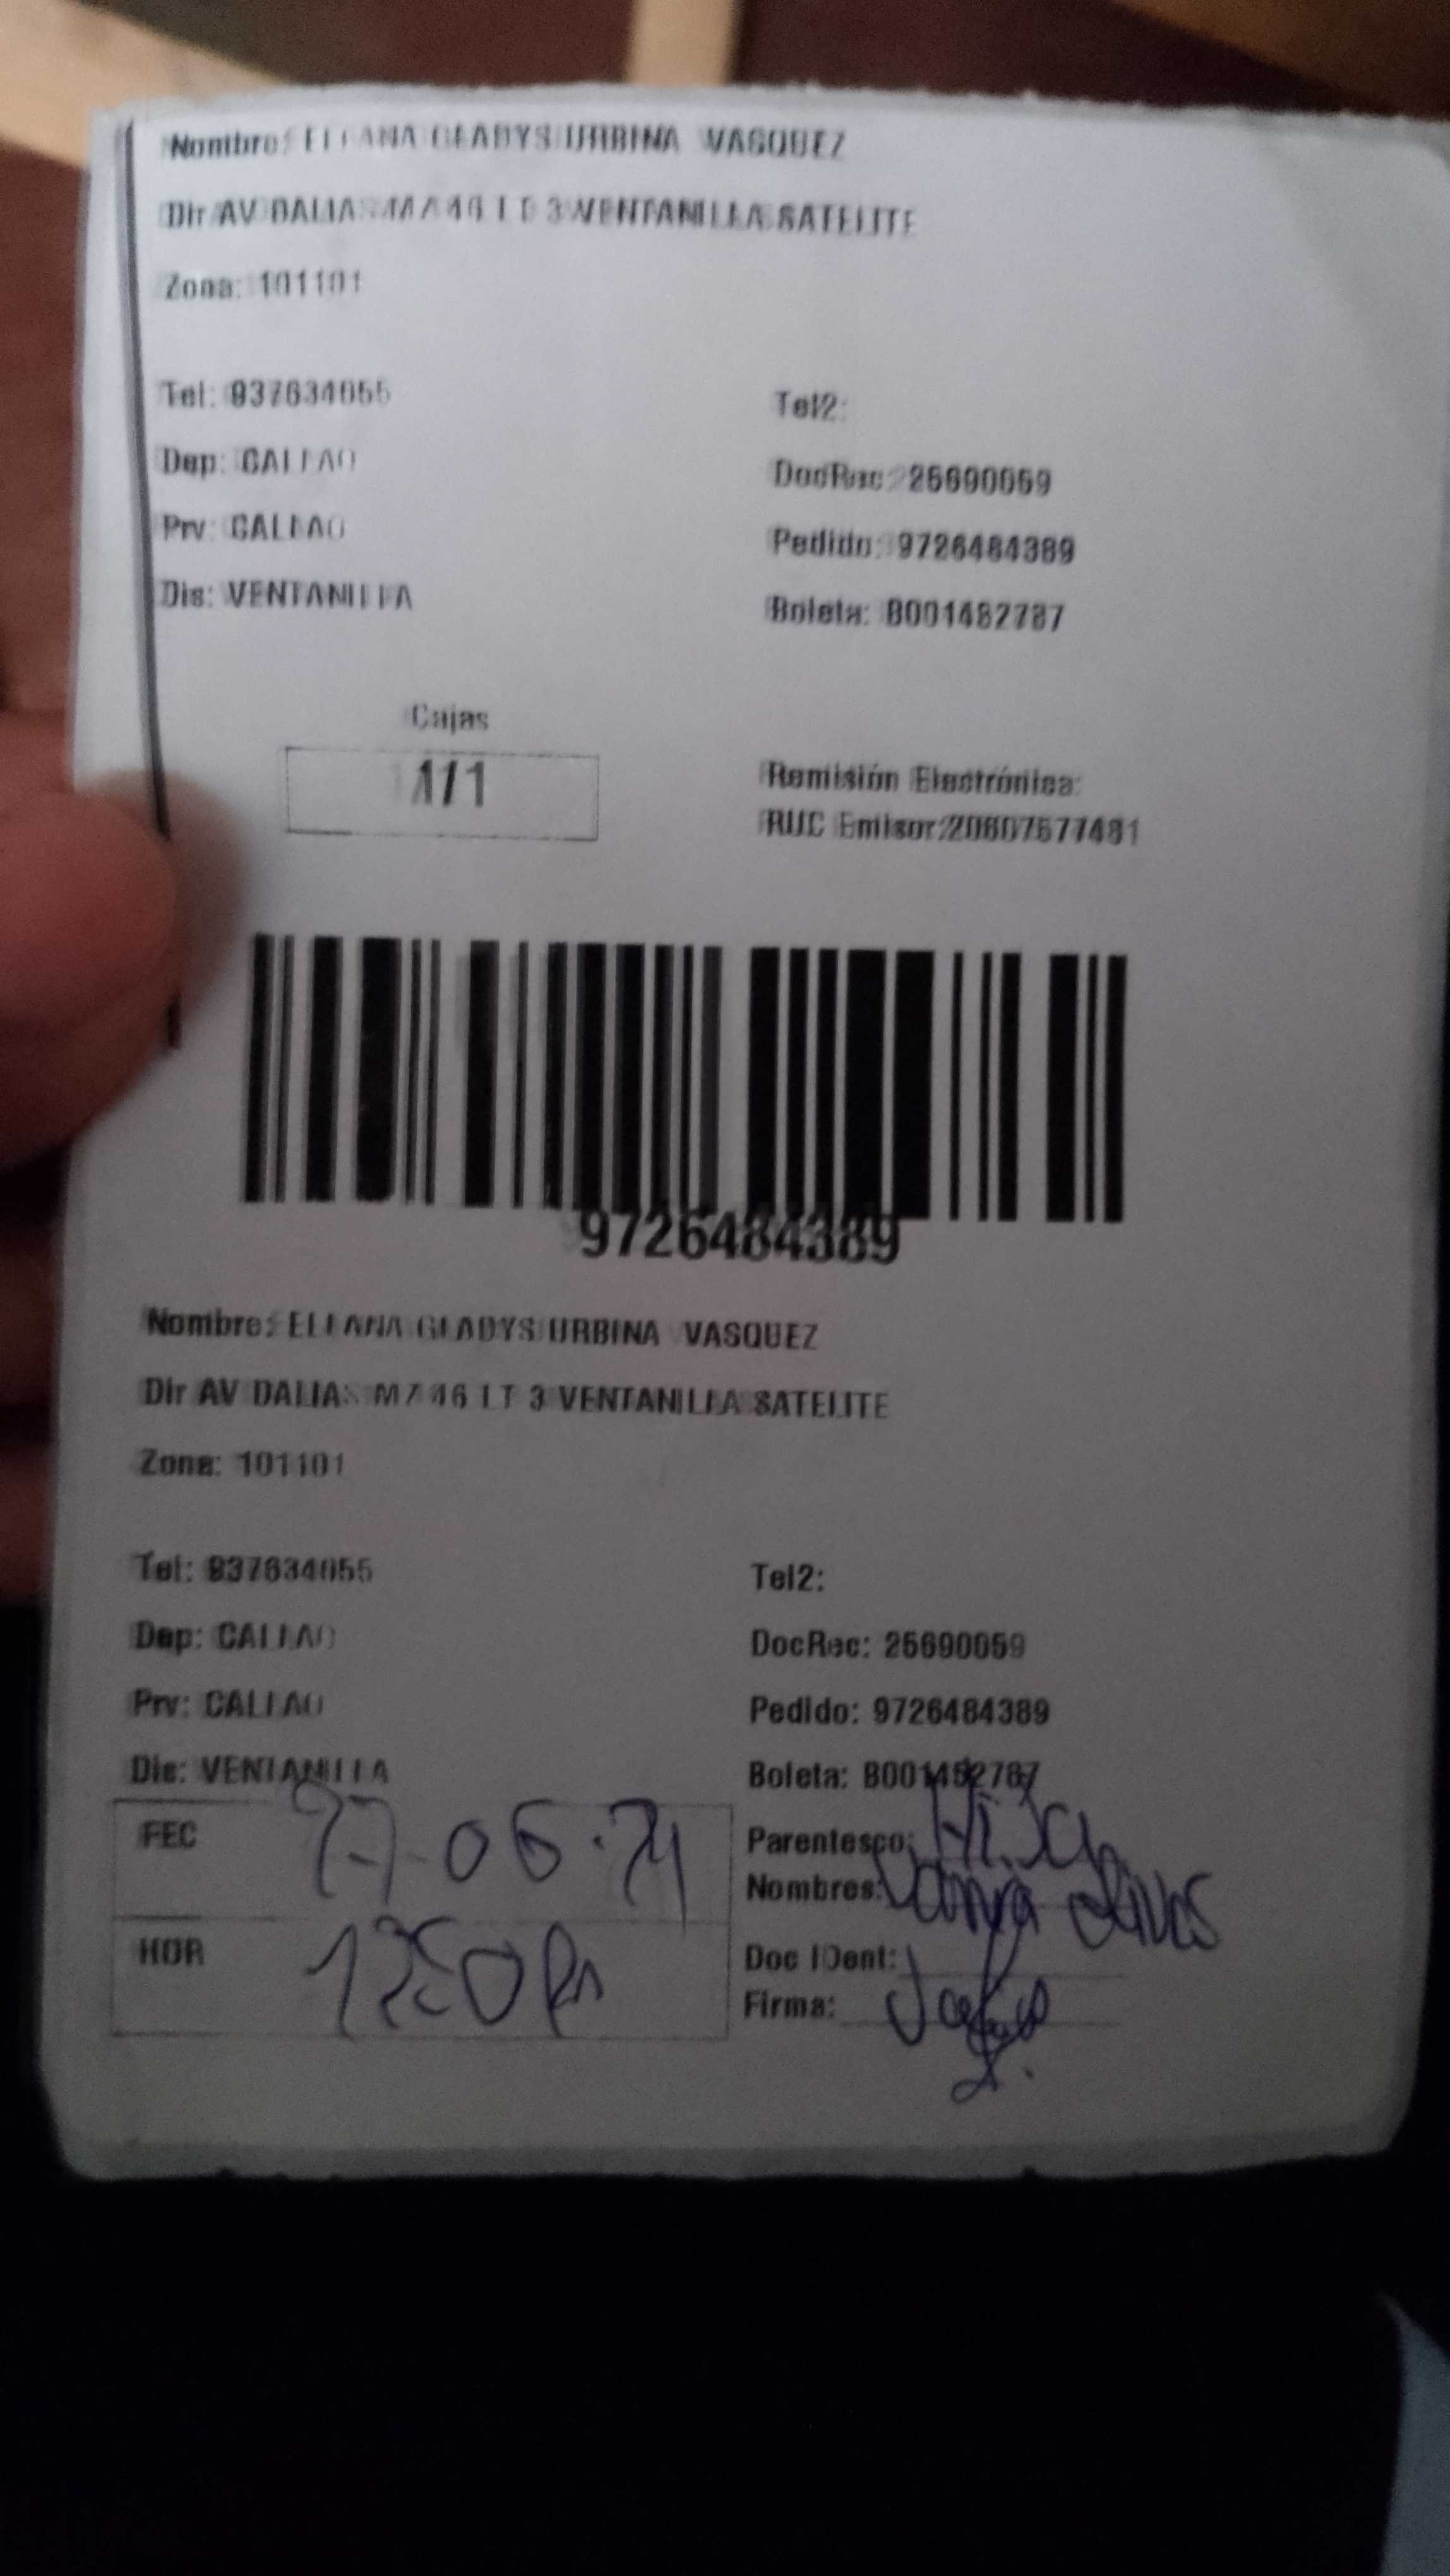 Nombre: ELEANA GLADYS URBINA VASQUEZ
Dir AV DALIAS MZ 46 LT 3 VENTANILLA SATELITE
Zona: 101101
Tel: 937634055
Tel2:
Dep: CALLAO
DocRec: 25690059
Prv: CALLAO
Pedido: 9726484389
Dis: VENTANILLA
Boleta: B001482787
Cajas
1/1
Remisión Electrónica:
RUC Emisor:20607577481
9726484389
Nombre: ELEANA GLADYS URBINA VASQUEZ
Dir AV DALIAS MZ 46 LT 3 VENTANILLA SATELITE
Zona: 101101
Tel: 937634055
Tel2:
Dep: CALLAO
DocRec: 25690059
Prv: CALLAO
Pedido: 9726484389
Dis: VENTANILLA
Boleta: B001482787
FEC
Parentesco: Hija
Nombres: Olivos
HOR
Doc IDent:
Firma: